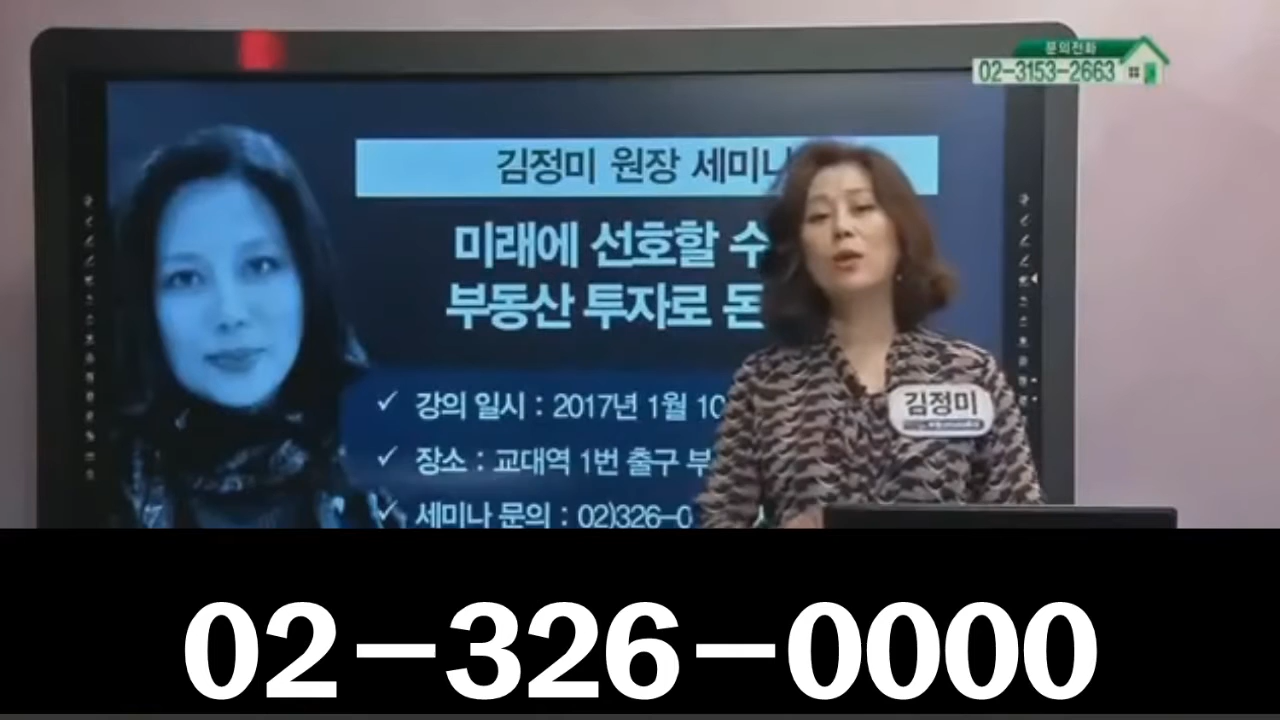 문의전화
02-3153-2663
김정미 원장 세미나
미래에 선호할 수
부동산 투자로 돈
✓ 강의 일시 : 2017년 1월 10
✓ 장소 : 교대역 1번 출구 부
✓ 세미나 문의 : 02)326-0
김정미
02-326-0000